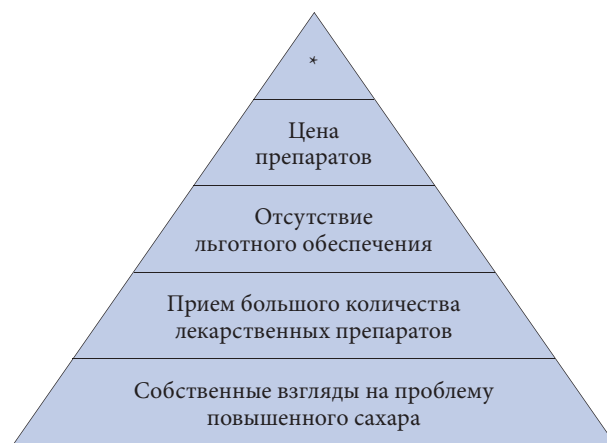 *
Цена
препаратов
Отсутствие
льготного обеспечения
Прием большого количества
лекарственных препаратов
Собственные взгляды на проблему
повышенного сахара